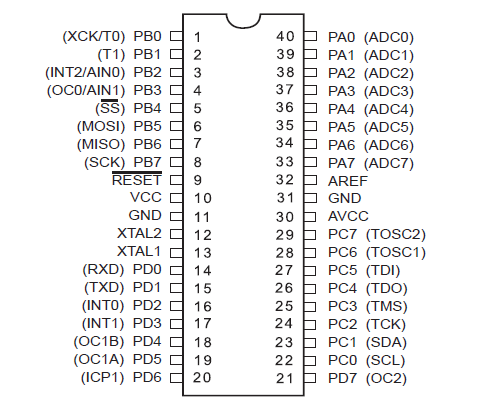 (XCK/T0) PB0 1 40 PA0 (ADC0)
(T1) PB1 2 39 PA1 (ADC1)
(INT2/AIN0) PB2 3 38 PA2 (ADC2)
(OC0/AIN1) PB3 4 37 PA3 (ADC3)
(S̅S̅) PB4 5 36 PA4 (ADC4)
(MOSI) PB5 6 35 PA5 (ADC5)
(MISO) PB6 7 34 PA6 (ADC6)
(SCK) PB7 8 33 PA7 (ADC7)
R̅E̅S̅E̅T̅ 9 32 AREF
VCC 10 31 GND
GND 11 30 AVCC
XTAL2 12 29 PC7 (TOSC2)
XTAL1 13 28 PC6 (TOSC1)
(RXD) PD0 14 27 PC5 (TDI)
(TXD) PD1 15 26 PC4 (TDO)
(INT0) PD2 16 25 PC3 (TMS)
(INT1) PD3 17 24 PC2 (TCK)
(OC1B) PD4 18 23 PC1 (SDA)
(OC1A) PD5 19 22 PC0 (SCL)
(ICP1) PD6 20 21 PD7 (OC2)